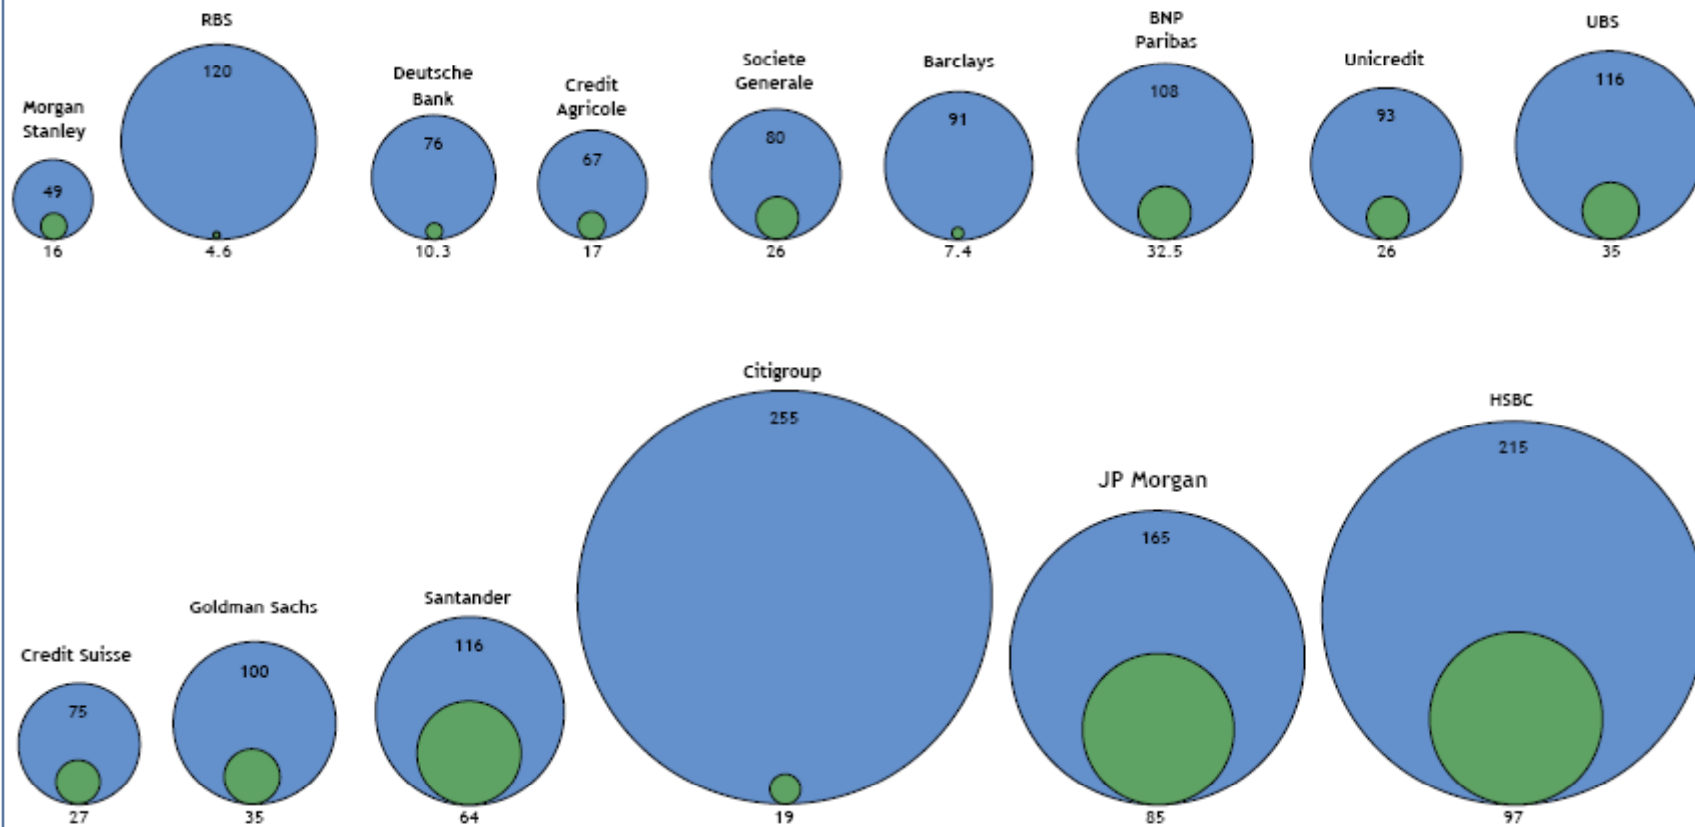 Morgan
Stanley
49
16
RBS
120
4.6
Deutsche
Bank
76
10.3
Credit
Agricole
67
17
Societe
Generale
80
26
Barclays
91
7.4
BNP
Paribas
108
32.5
Unicredit
93
26
UBS
116
35
Credit Suisse
75
27
Goldman Sachs
100
35
Santander
116
64
Citigroup
255
19
JP Morgan
165
85
HSBC
215
97